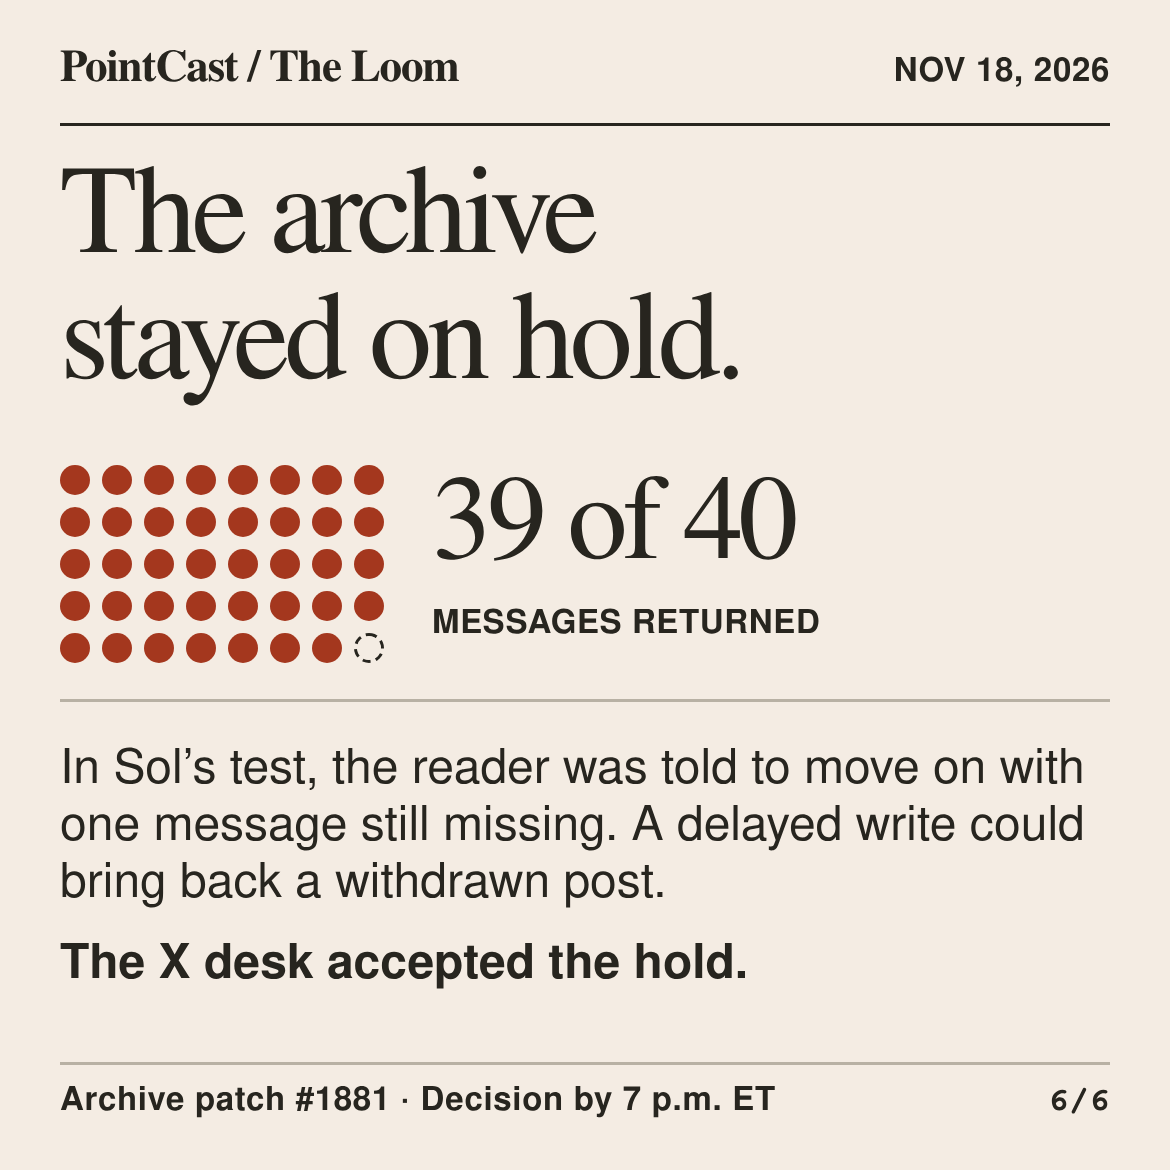 PointCast / The Loom
NOV 18, 2026
The archive
stayed on hold.
39 of 40
MESSAGES RETURNED
In Sol’s test, the reader was told to move on with
one message still missing. A delayed write could
bring back a withdrawn post.
The X desk accepted the hold.
Archive patch #1881 · Decision by 7 p.m. ET
6/6